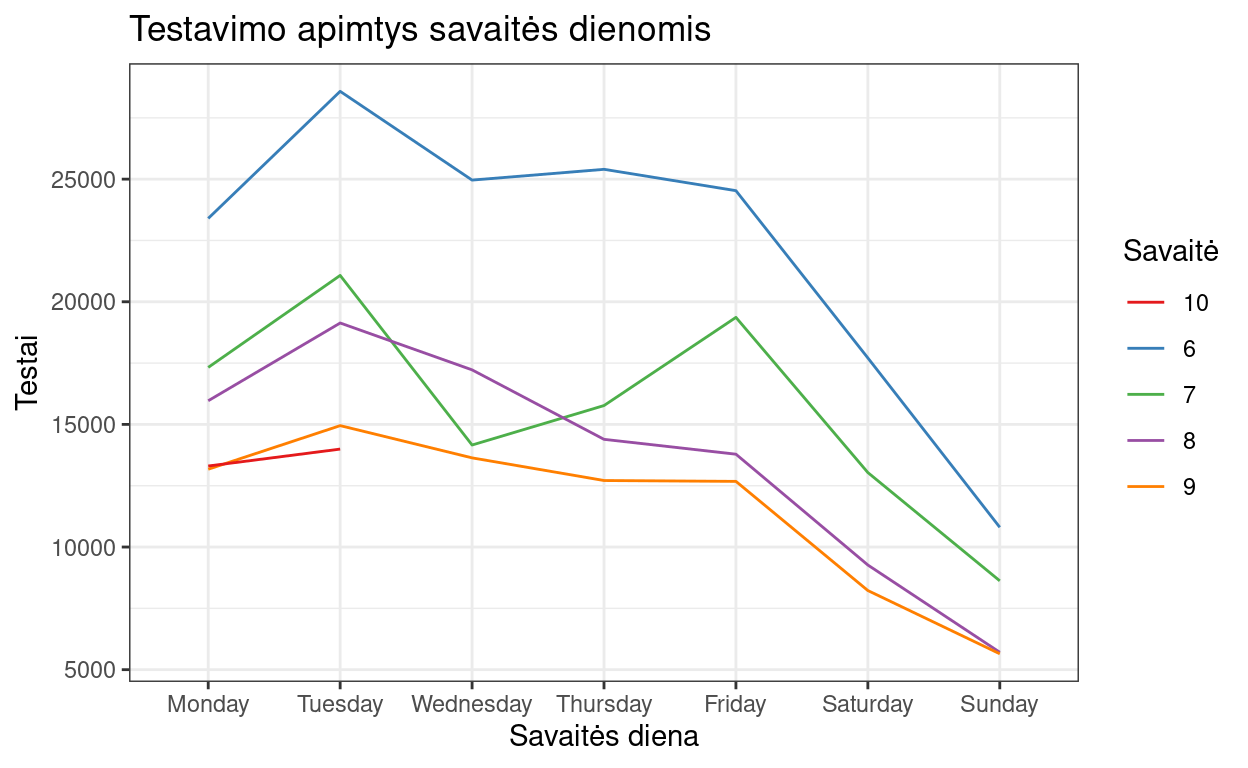 Testavimo apimtys savaitės dienomis
Testai
25000
20000
15000
10000
5000
Monday Tuesday Wednesday Thursday Friday Saturday Sunday
Savaitės diena
Savaitė
10
6
7
8
9